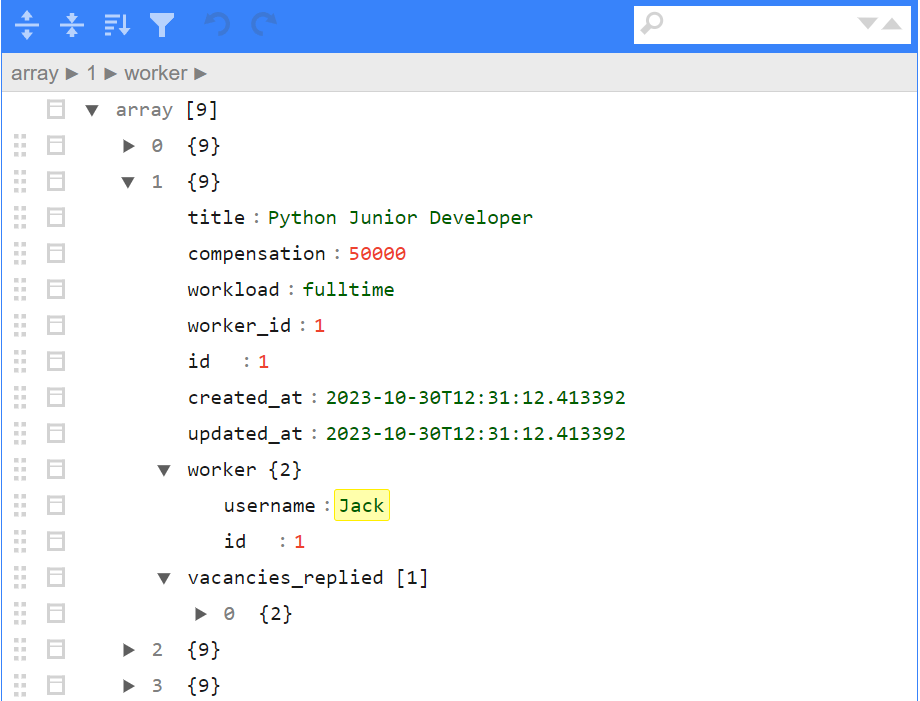 array ► 1 ► worker ►
array [9]
0 {9}
1 {9}
title : Python Junior Developer
compensation : 50000
workload : fulltime
worker_id : 1
id : 1
created_at : 2023-10-30T12:31:12.413392
updated_at : 2023-10-30T12:31:12.413392
worker {2}
username : Jack
id : 1
vacancies_replied [1]
0 {2}
2 {9}
3 {9}